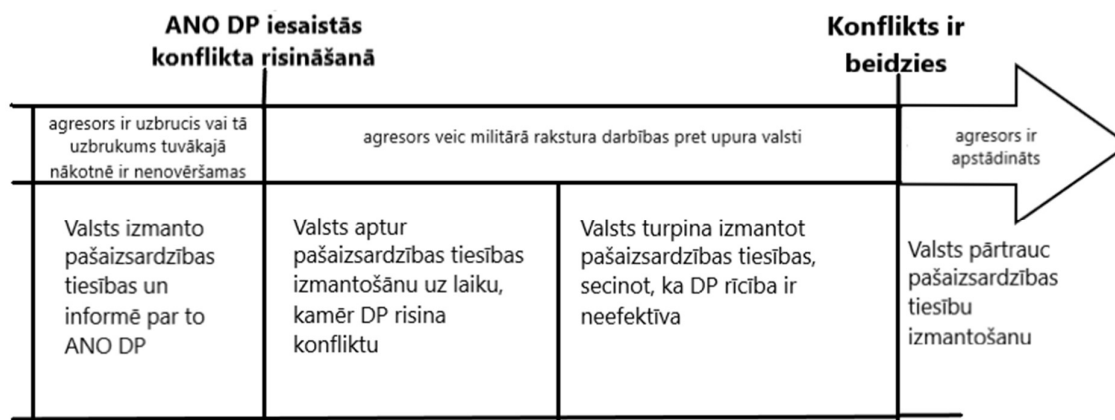 ANO DP iesaistās
konflikta risināšanā
Konflikts ir
beidzies
agresors ir uzbrucis vai tā
uzbrukums tuvākajā
nākotnē ir nenovēršamas
agresors veic militārā rakstura darbības pret upura valsti
agresors ir
apstādināts
Valsts izmanto
pašaizsardzības
tiesības un
informē par to
ANO DP
Valsts aptur
pašaizsardzības tiesības
izmantošānu uz laiku,
kamēr DP risina
konfliktu
Valsts turpina izmantot
pašaizsardzības tiesības,
secinot, ka DP rīcība ir
neefektīva
Valsts pārtrauc
pašaizsardzības
tiesību
izmantošanu